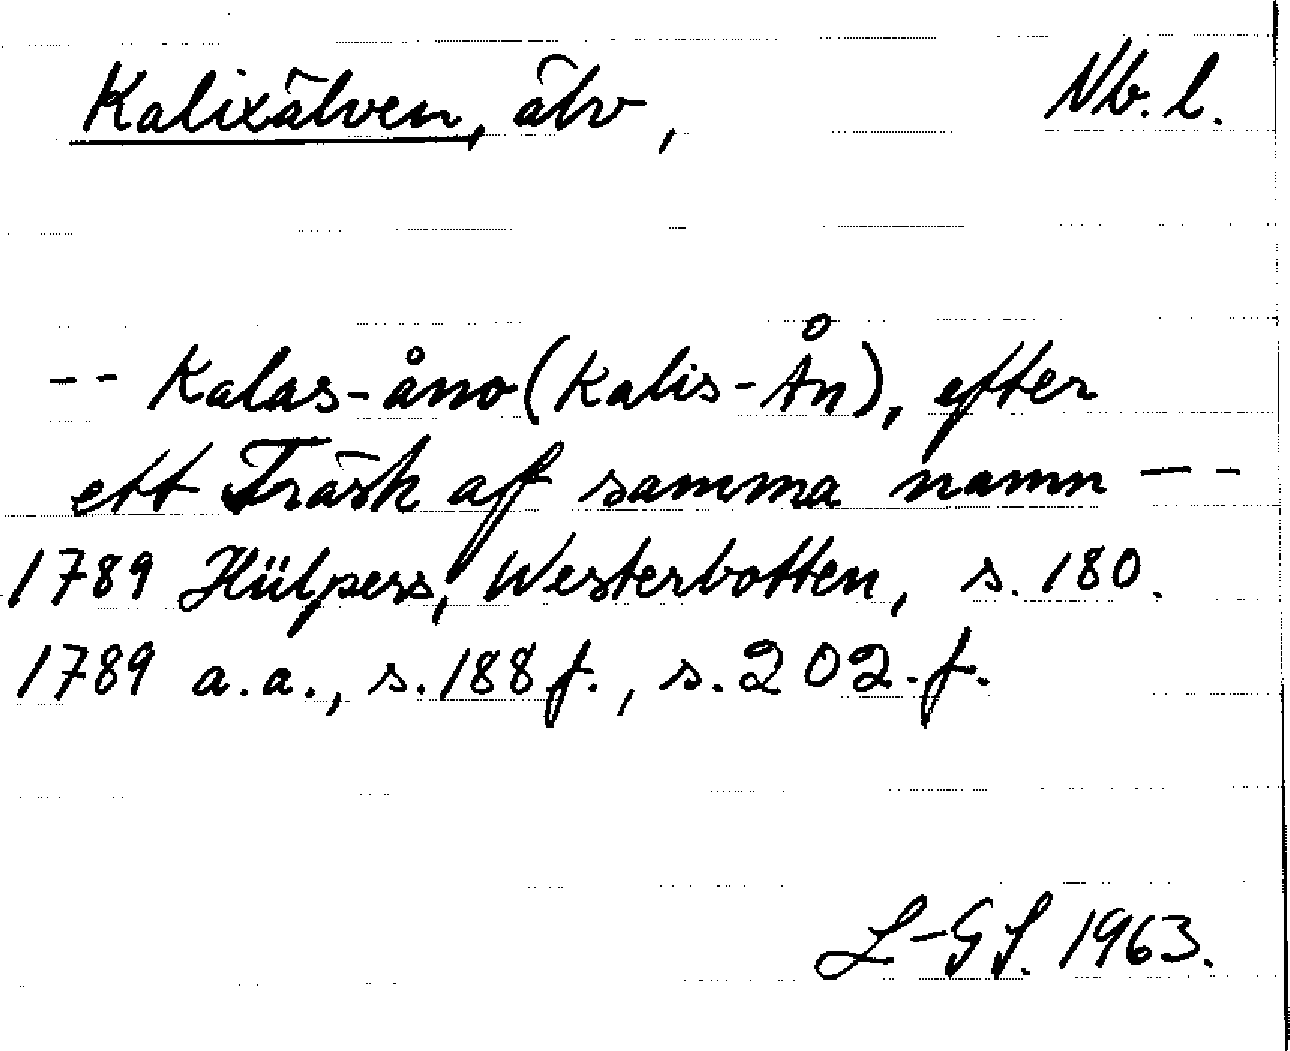 Kalixälven, älv, Nb. l.
-- Kalas-åno (Kalis-Ån), efter
ett Träsk af samma namn --
1789 Hülpers, Westerbotten, s. 180.
1789 a.a., s. 188 f., s. 202. f.
L-GS. 1963.